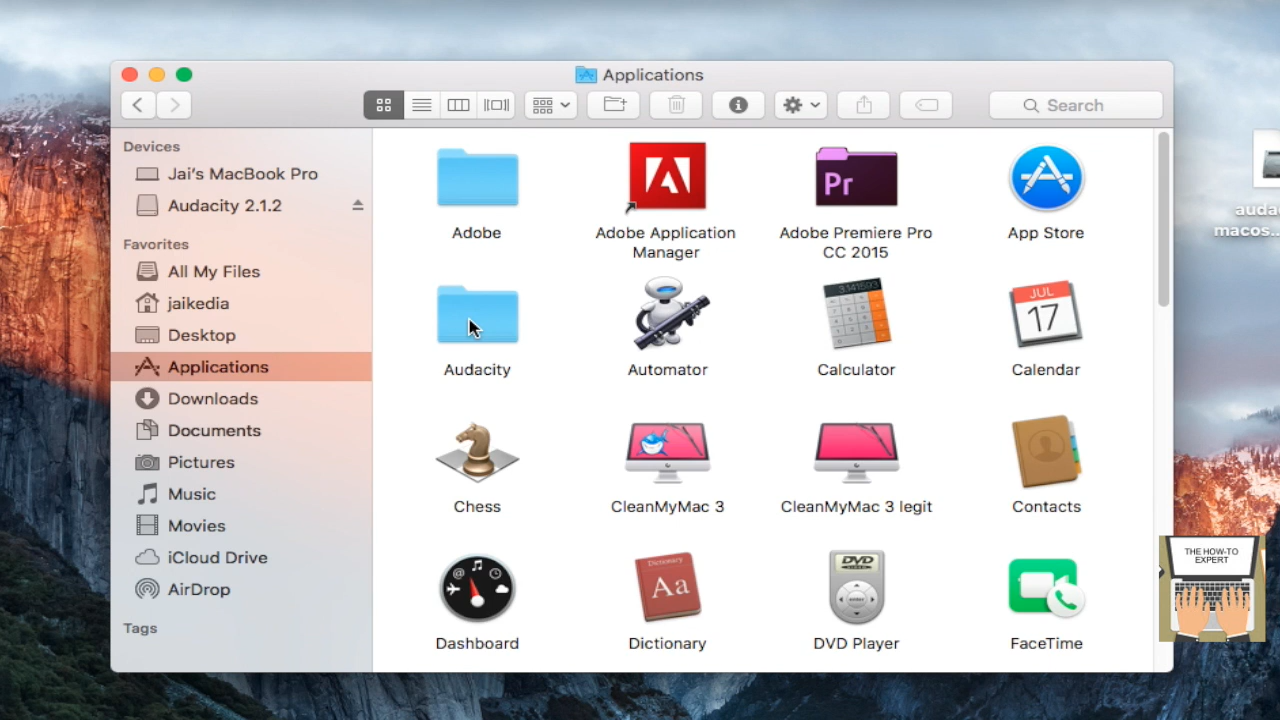 Applications
Search
Devices
Jai's MacBook Pro
Audacity 2.1.2
Favorites
All My Files
jaikedia
Desktop
Applications
Downloads
Documents
Pictures
Music
Movies
iCloud Drive
AirDrop
Tags
Adobe
Adobe Application
Manager
Pr
Adobe Premiere Pro
CC 2015
App Store
Audacity
Automator
3.141593
Calculator
JUL
17
Calendar
Chess
CleanMyMac 3
CleanMyMac 3 legit
Contacts
Dashboard
Dictionary
Aa
Dictionary
DVD
DVD Player
FaceTime
macos...
THE HOW-TO
EXPERT